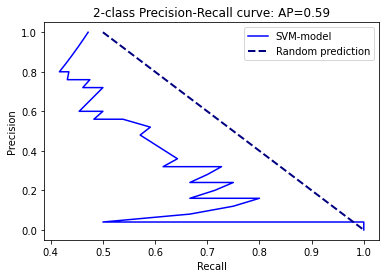 2-class Precision-Recall curve: AP=0.59
SVM-model
Random prediction
Precision
1.0
0.8
0.6
0.4
0.2
0.0
0.4
0.5
0.6
0.7
0.8
0.9
1.0
Recall